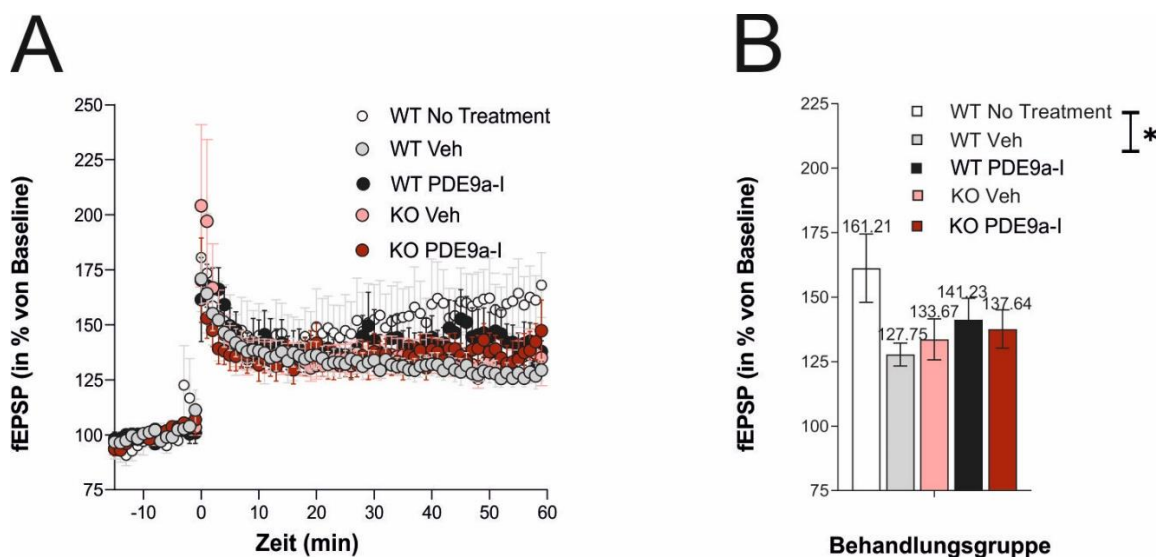 A
fEPSP (in % von Baseline)
250
225
200
175
150
125
100
75
-10 0 10 20 30 40 50 60
Zeit (min)
WT No Treatment
WT Veh
WT PDE9a-I
KO Veh
KO PDE9a-I
B
fEPSP (in % von Baseline)
225
200
175
150
125
100
75
WT No Treatment
WT Veh
*
WT PDE9a-I
KO Veh
KO PDE9a-I
161.21
127.75
133.67
141.23
137.64
Behandlungsgruppe